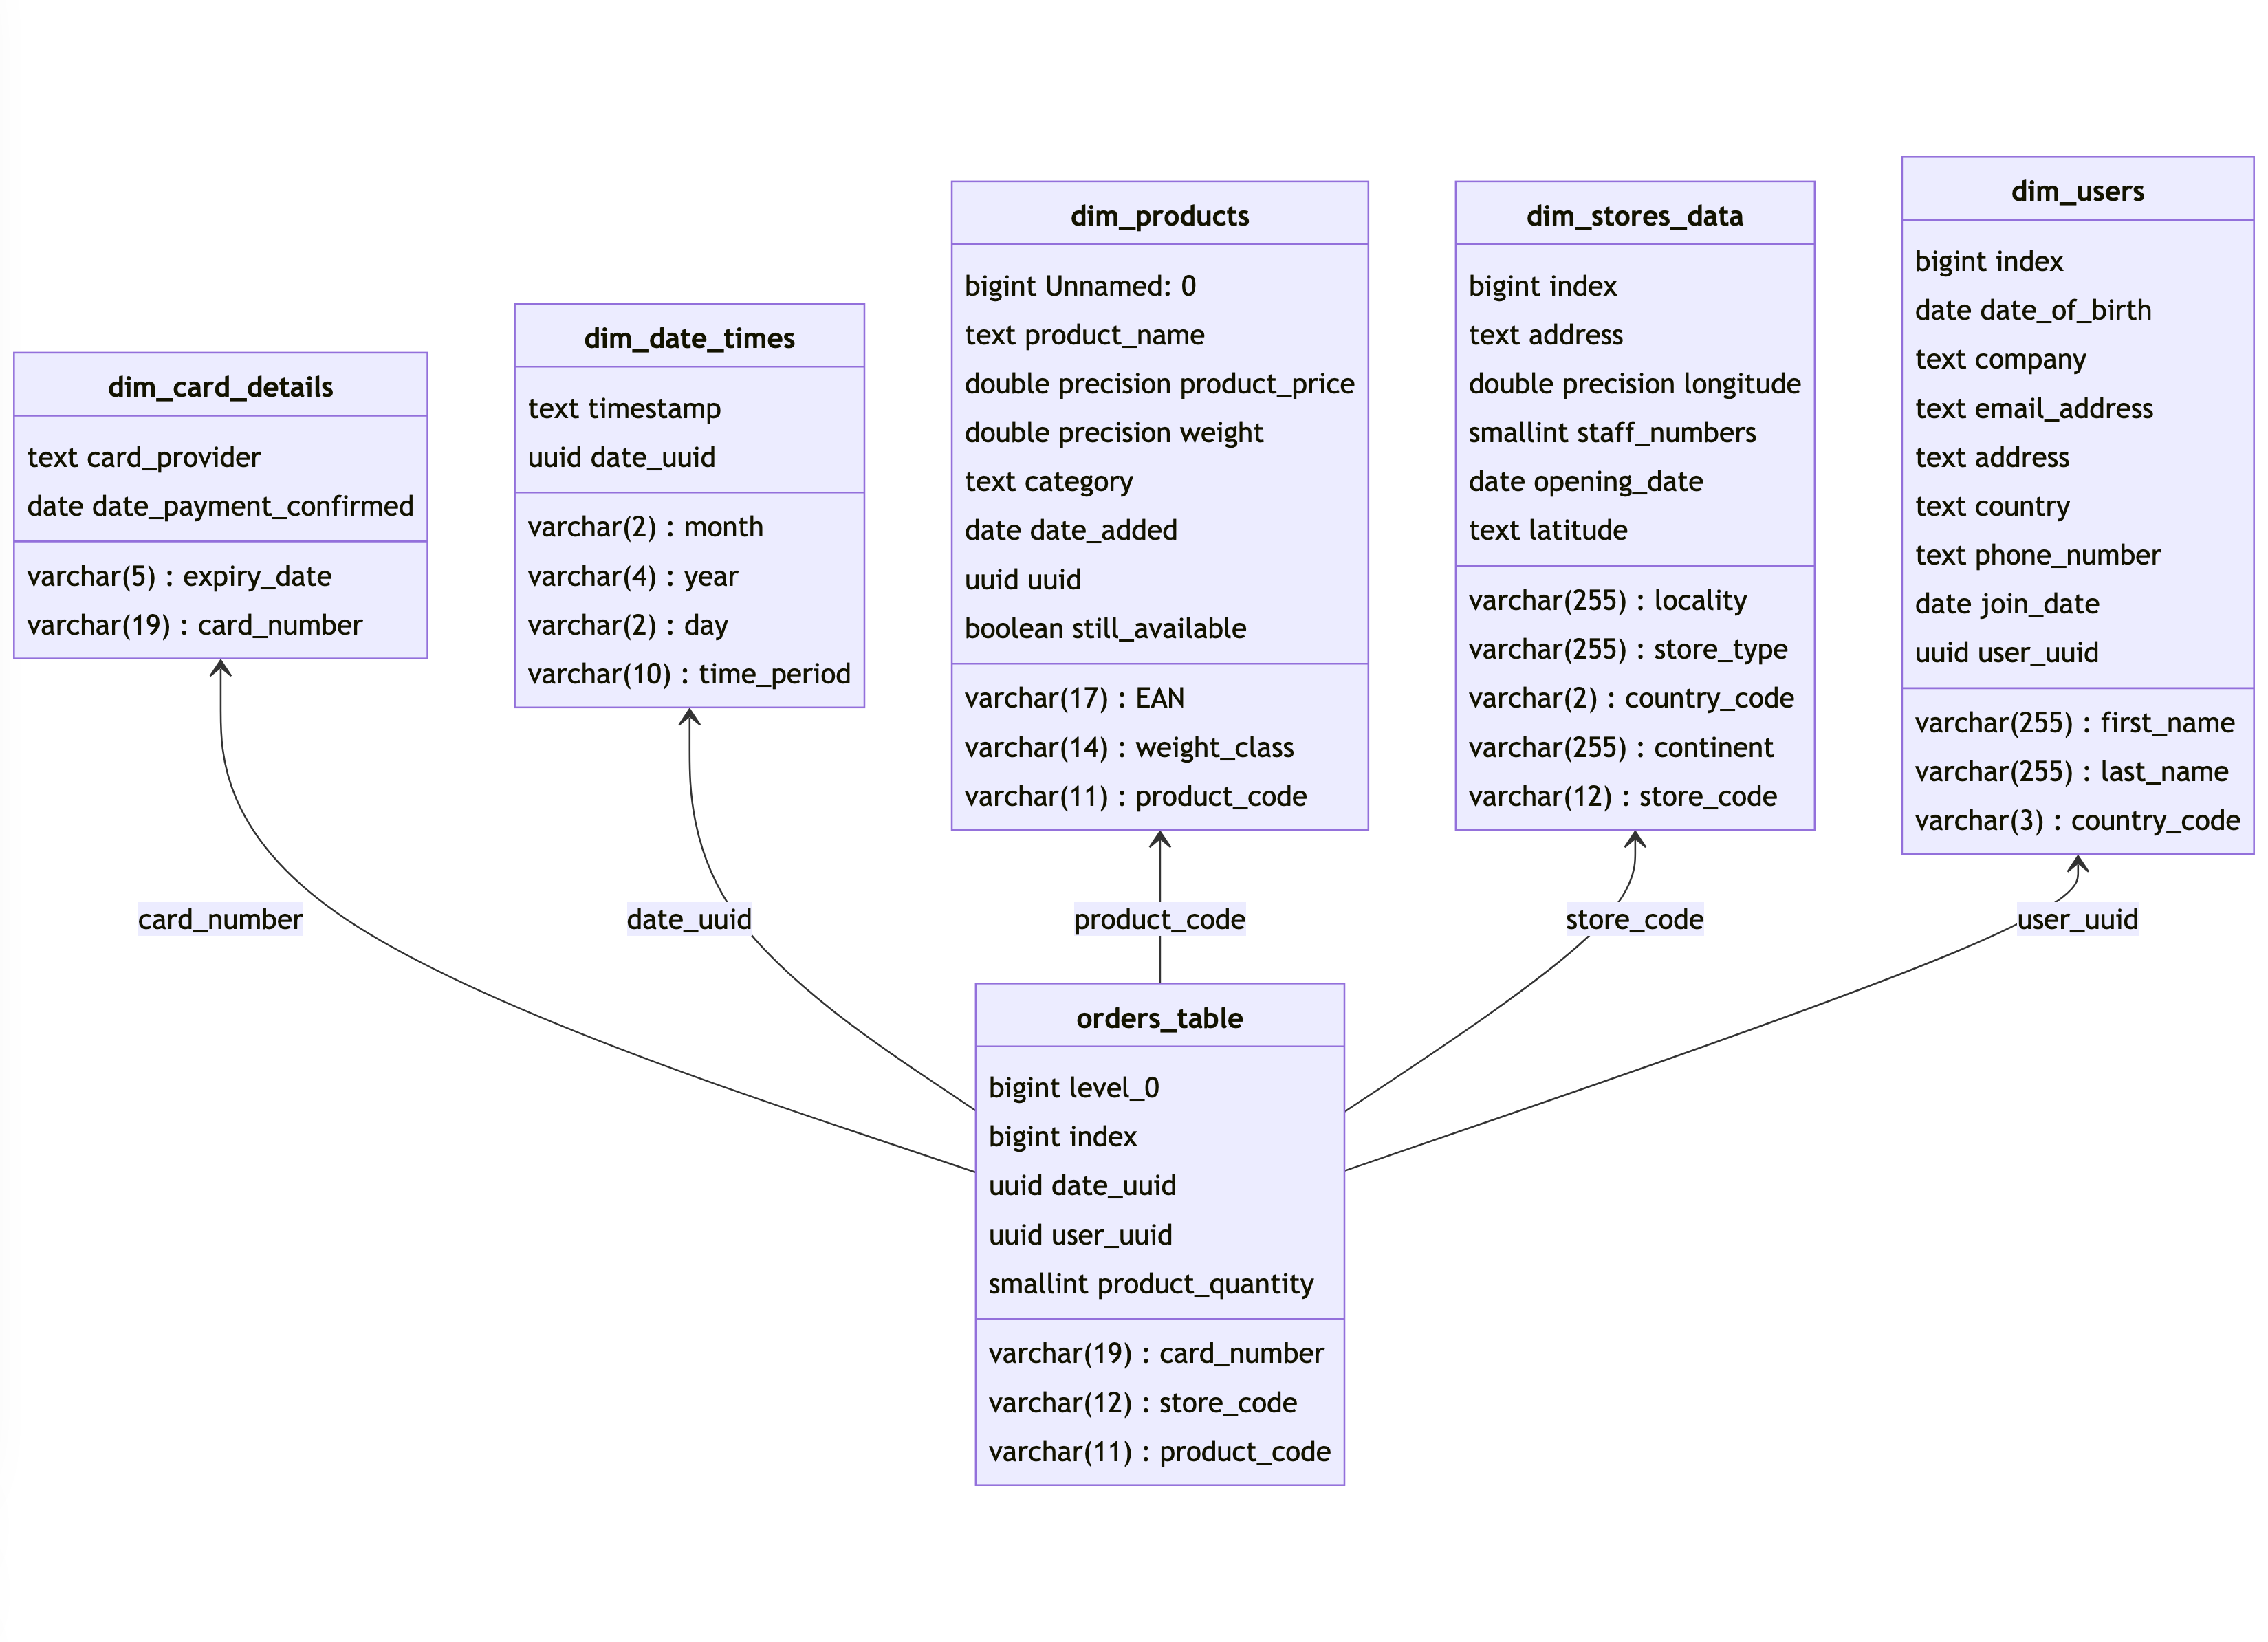 dim_card_details
text card_provider
date date_payment_confirmed
varchar(5) : expiry_date
varchar(19) : card_number
dim_date_times
text timestamp
uuid date_uuid
varchar(2) : month
varchar(4) : year
varchar(2) : day
varchar(10) : time_period
dim_products
bigint Unnamed: 0
text product_name
double precision product_price
double precision weight
text category
date date_added
uuid uuid
boolean still_available
varchar(17) : EAN
varchar(14) : weight_class
varchar(11) : product_code
dim_stores_data
bigint index
text address
double precision longitude
smallint staff_numbers
date opening_date
text latitude
varchar(255) : locality
varchar(255) : store_type
varchar(2) : country_code
varchar(255) : continent
varchar(12) : store_code
dim_users
bigint index
date date_of_birth
text company
text email_address
text address
text country
text phone_number
date join_date
uuid user_uuid
varchar(255) : first_name
varchar(255) : last_name
varchar(3) : country_code
card_number
date_uuid
product_code
store_code
user_uuid
orders_table
bigint level_0
bigint index
uuid date_uuid
uuid user_uuid
smallint product_quantity
varchar(19) : card_number
varchar(12) : store_code
varchar(11) : product_code